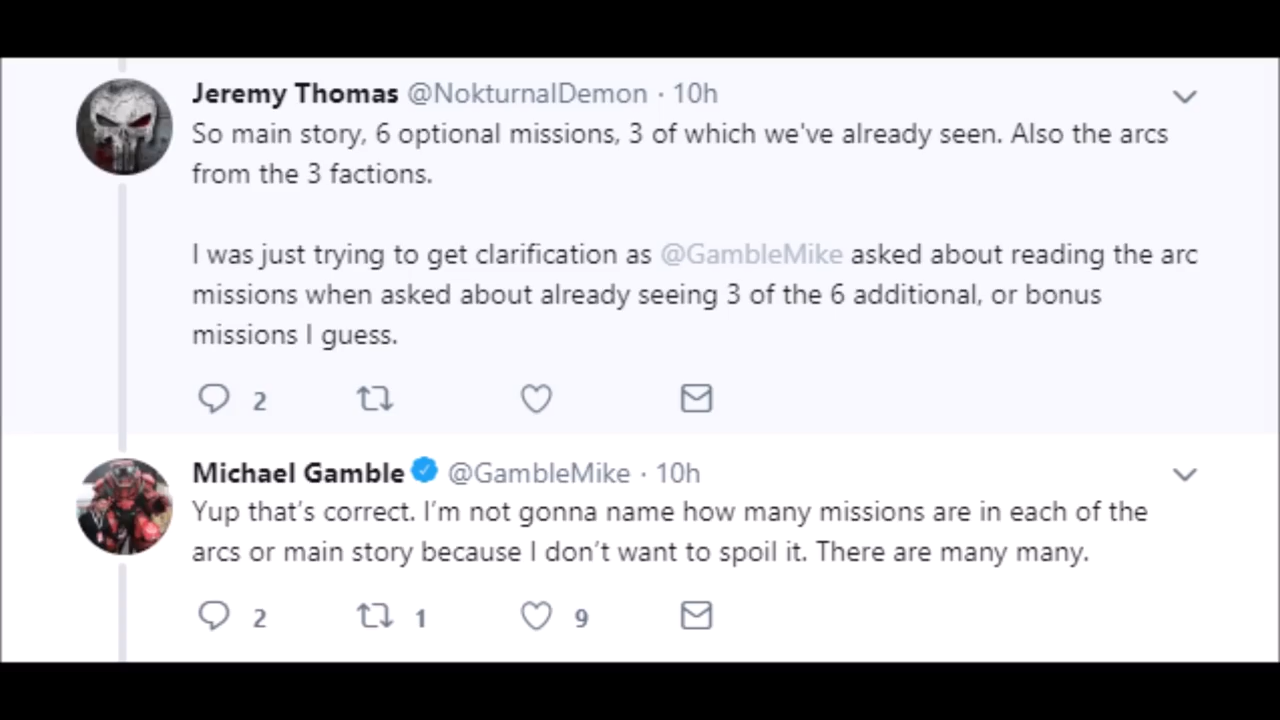 Jeremy Thomas @NokturnalDemon · 10h
So main story, 6 optional missions, 3 of which we've already seen. Also the arcs
from the 3 factions.
I was just trying to get clarification as @GambleMike asked about reading the arc
missions when asked about already seeing 3 of the 6 additional, or bonus
missions I guess.
2
Michael Gamble @GambleMike · 10h
Yup that’s correct. I’m not gonna name how many missions are in each of the
arcs or main story because I don’t want to spoil it. There are many many.
2 1 9